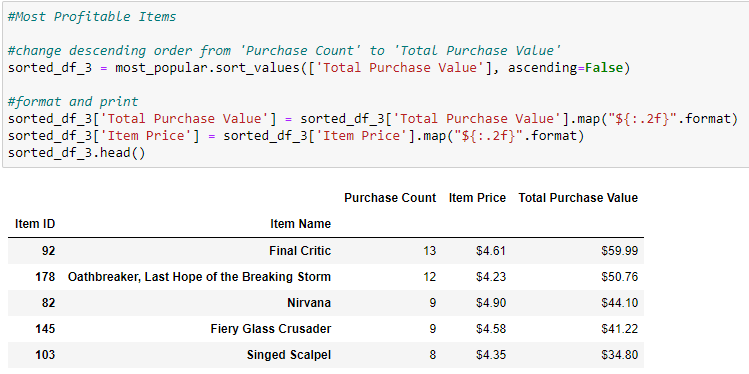 #Most Profitable Items
#change descending order from 'Purchase Count' to 'Total Purchase Value'
sorted_df_3 = most_popular.sort_values(['Total Purchase Value'], ascending=False)
#format and print
sorted_df_3['Total Purchase Value'] = sorted_df_3['Total Purchase Value'].map("${:.2f}".format)
sorted_df_3['Item Price'] = sorted_df_3['Item Price'].map("${:.2f}".format)
sorted_df_3.head()
Purchase Count Item Price Total Purchase Value
Item ID Item Name
92 Final Critic 13 $4.61 $59.99
178 Oathbreaker, Last Hope of the Breaking Storm 12 $4.23 $50.76
82 Nirvana 9 $4.90 $44.10
145 Fiery Glass Crusader 9 $4.58 $41.22
103 Singed Scalpel 8 $4.35 $34.80